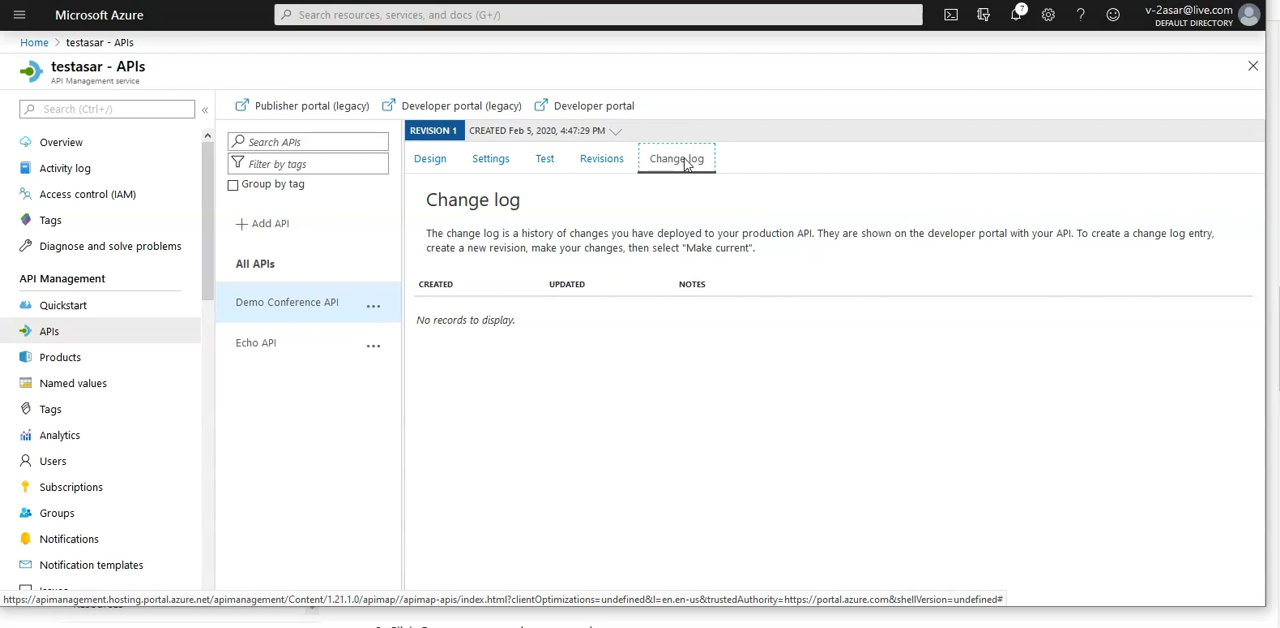 Microsoft Azure
Search resources, services, and docs (G+/)
7
v-2asar@live.com
DEFAULT DIRECTORY
Home > testasar - APIs
testasar - APIs
API Management service
Search (Ctrl+/)
«
Overview
Activity log
Access control (IAM)
Tags
Diagnose and solve problems
API Management
Quickstart
APIs
Products
Named values
Tags
Analytics
Users
Subscriptions
Groups
Notifications
Notification templates
Publisher portal (legacy)
Developer portal (legacy)
Developer portal
Search APIs
Filter by tags
Group by tag
+ Add API
All APIs
Demo Conference API ...
Echo API ...
REVISION 1 CREATED Feb 5, 2020, 4:47:29 PM
Design Settings Test Revisions Change log
Change log
The change log is a history of changes you have deployed to your production API. They are shown on the developer portal with your API. To create a change log entry,
create a new revision, make your changes, then select "Make current".
CREATED UPDATED NOTES
No records to display.
https://apimanagement.hosting.portal.azure.net/apimanagement/Content/1.21.1.0/apimap//apimap-apis/index.html?clientOptimizations=undefined&l=en.en-us&trustedAuthority=https://portal.azure.com&shellVersion=undefined#